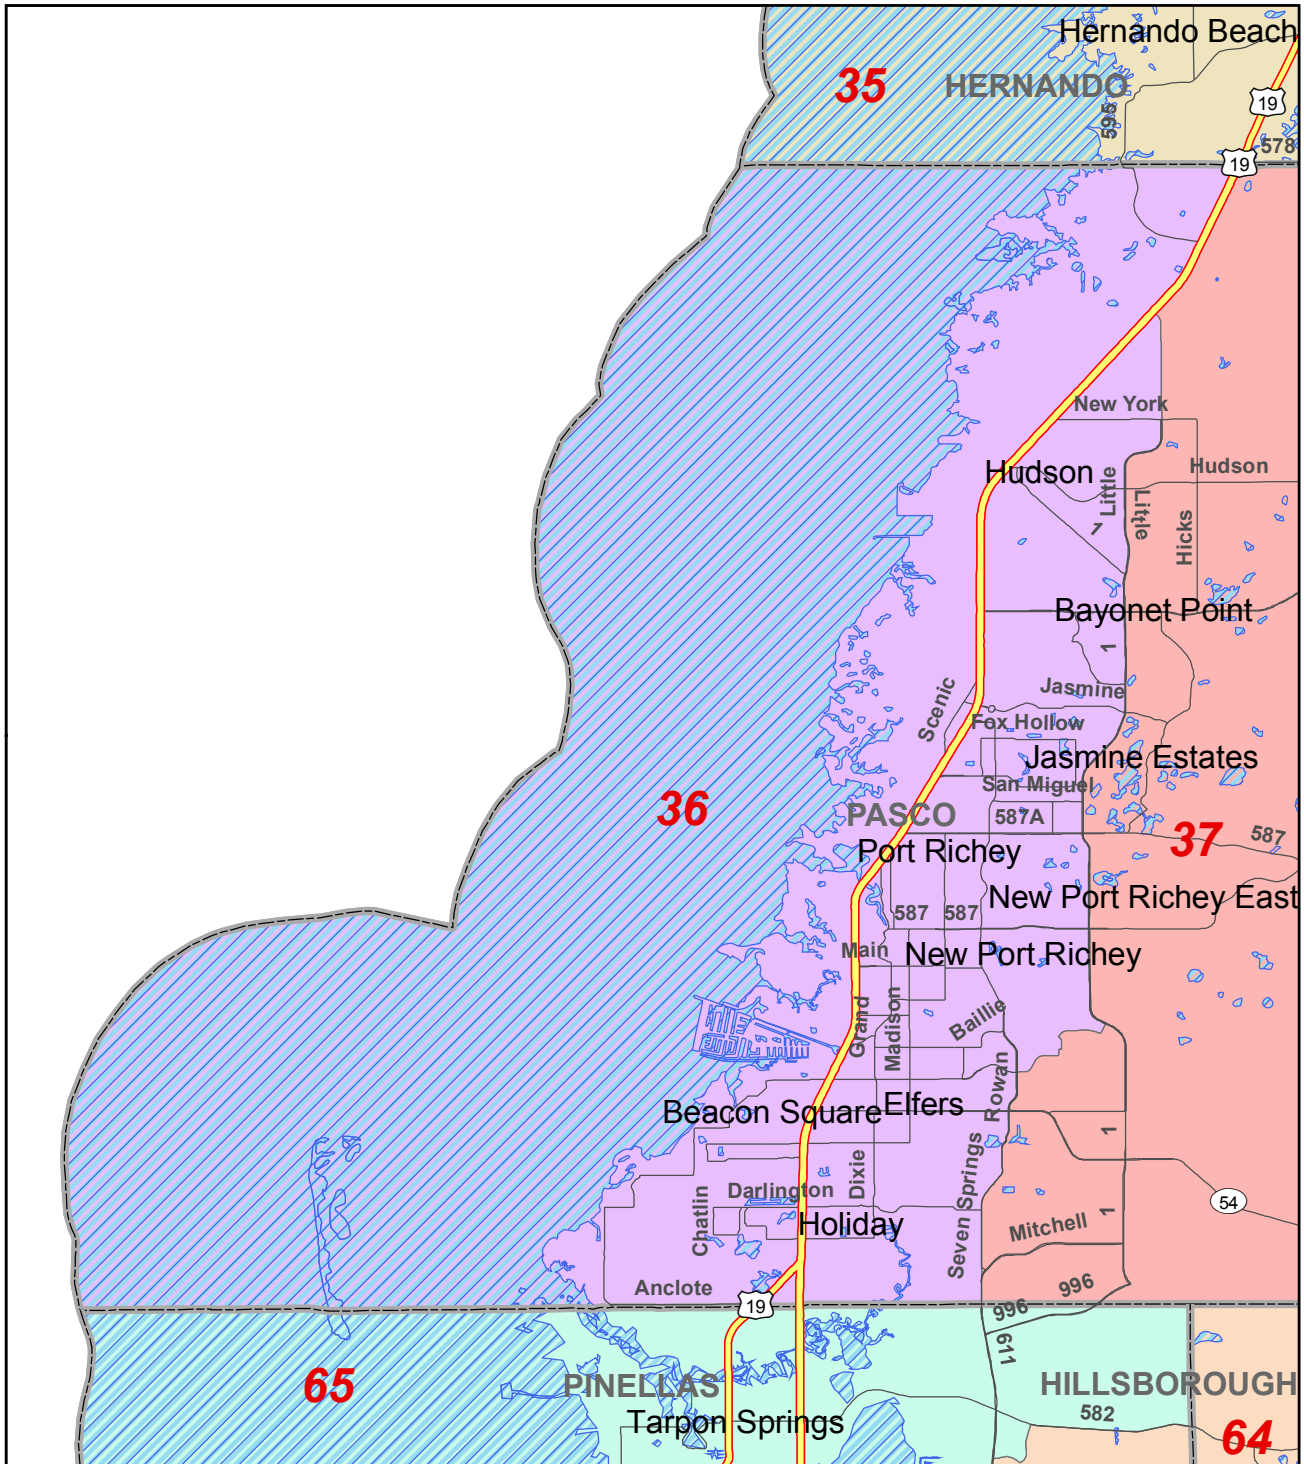 Hernando Beach
35
HERNANDO
19
595
578
19
New York
Hudson
Little
Hudson
Little
1
Hicks
Bayonet Point
1
Jasmine
Scenic
Fox Hollow
Jasmine Estates
San Miguel
36
PASCO
587A
37
587
Port Richey
New Port Richey East
587
587
Main
New Port Richey
Grand
Madison
Baillie
Rowan
Beacon Square
Elfers
1
Seven Springs
Dixie
Darlington
Chatlin
54
Holiday
Mitchell
1
Anclote
996
19
996
611
65
PINELLAS
HILLSBOROUGH
582
Tarpon Springs
64